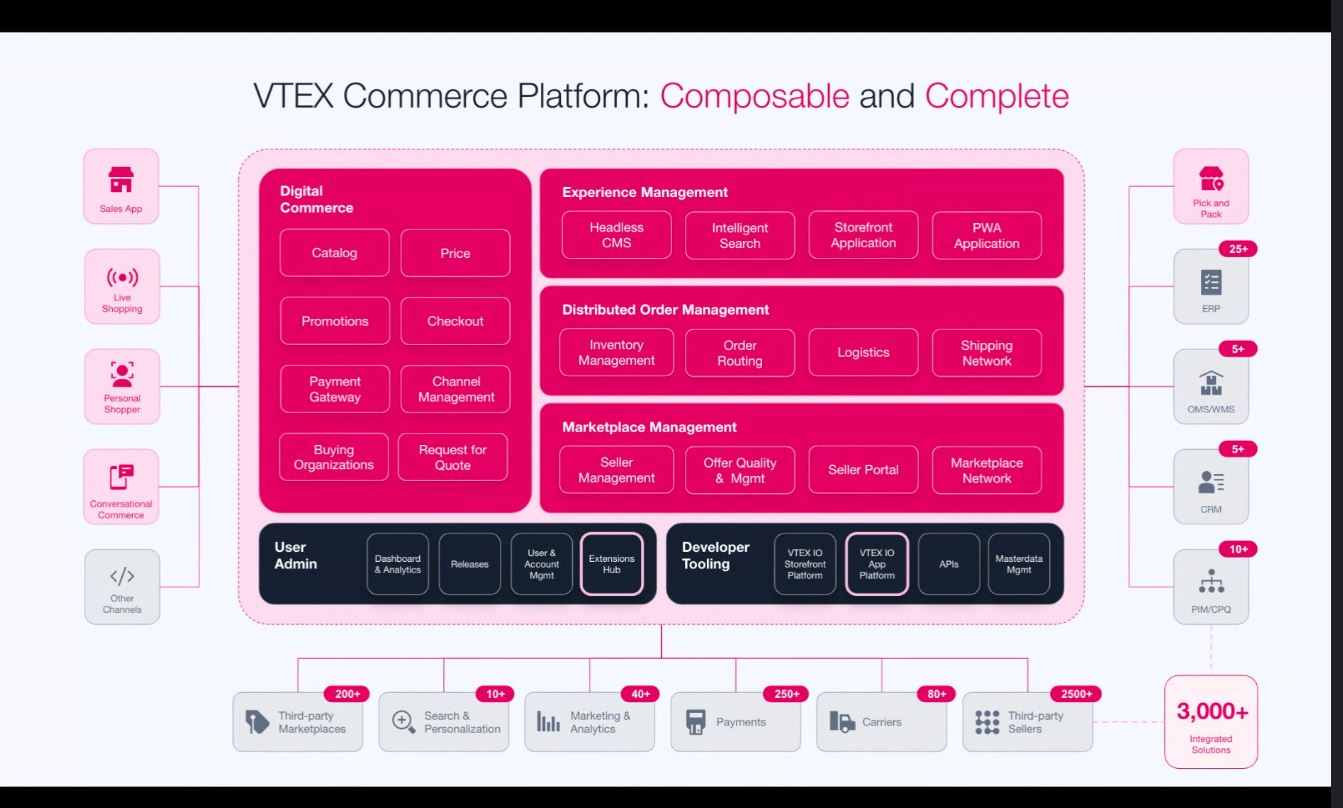 VTEX Commerce Platform: Composable and Complete
Sales App
Live
Shopping
Personal
Shopper
Conversational
Commerce
Other
Channels
Digital
Commerce
Catalog
Price
Promotions
Checkout
Payment
Gateway
Channel
Management
Buying
Organizations
Request for
Quote
Experience Management
Headless
CMS
Intelligent
Search
Storefront
Application
PWA
Application
Distributed Order Management
Inventory
Management
Order
Routing
Logistics
Shipping
Network
Marketplace Management
Seller
Management
Offer Quality
& Mgmt
Seller Portal
Marketplace
Network
User
Admin
Dashboard
& Analytics
Releases
User &
Account
Mgmt
Extensions
Hub
Developer
Tooling
VTEX IO
Storefront
Platform
VTEX IO
App
Platform
APIs
Masterdata
Mgmt
Pick and
Pack
25+
ERP
5+
OMS/WMS
5+
CRM
10+
PIM/CPQ
200+
Third-party
Marketplaces
10+
Search &
Personalization
40+
Marketing &
Analytics
250+
Payments
80+
Carriers
2500+
Third-party
Sellers
3,000+
Integrated
Solutions